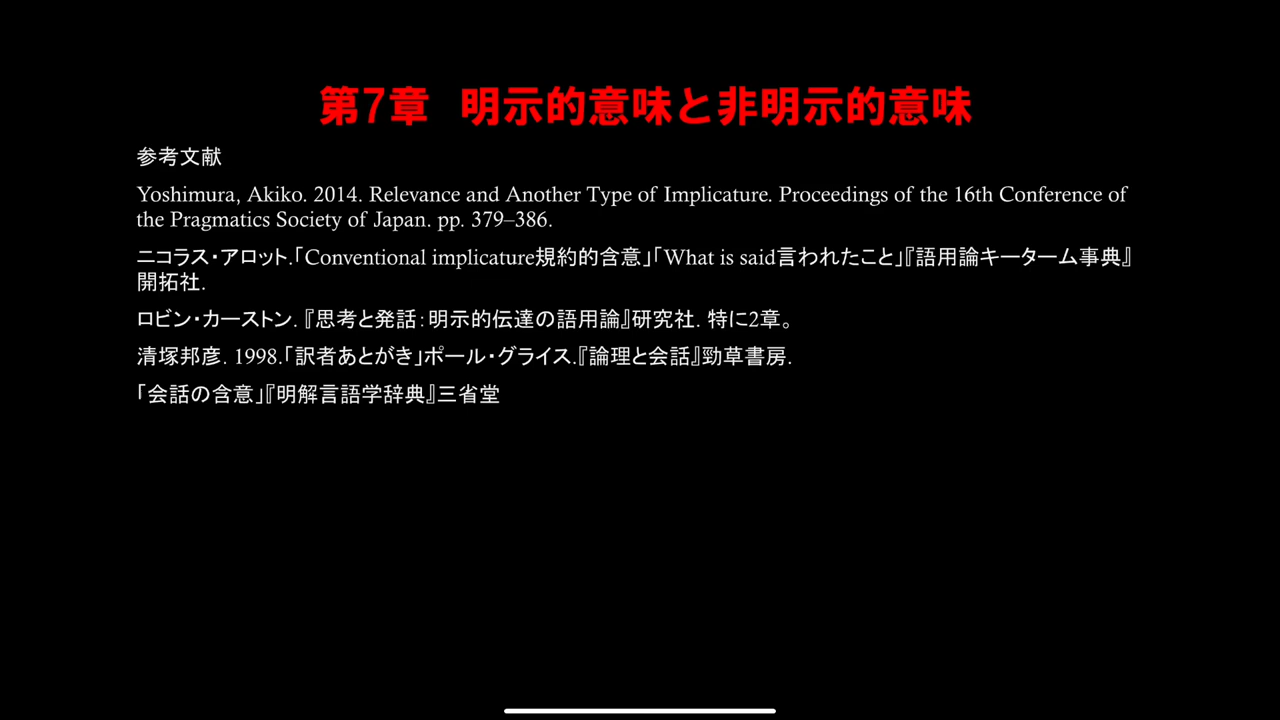 第7章　明示的意味と非明示的意味
参考文献
Yoshimura, Akiko. 2014. Relevance and Another Type of Implicature. Proceedings of the 16th Conference of
the Pragmatics Society of Japan. pp. 379–386.
ニコラス・アロット.「Conventional implicature規約的含意」「What is said言われたこと」『語用論キーターム事典』
開拓社.
ロビン・カーストン. 『思考と発話：明示的伝達の語用論』研究社. 特に2章。
清塚邦彦. 1998.「訳者あとがき」ポール・グライス.『論理と会話』勁草書房.
「会話の含意」『明解言語学辞典』三省堂